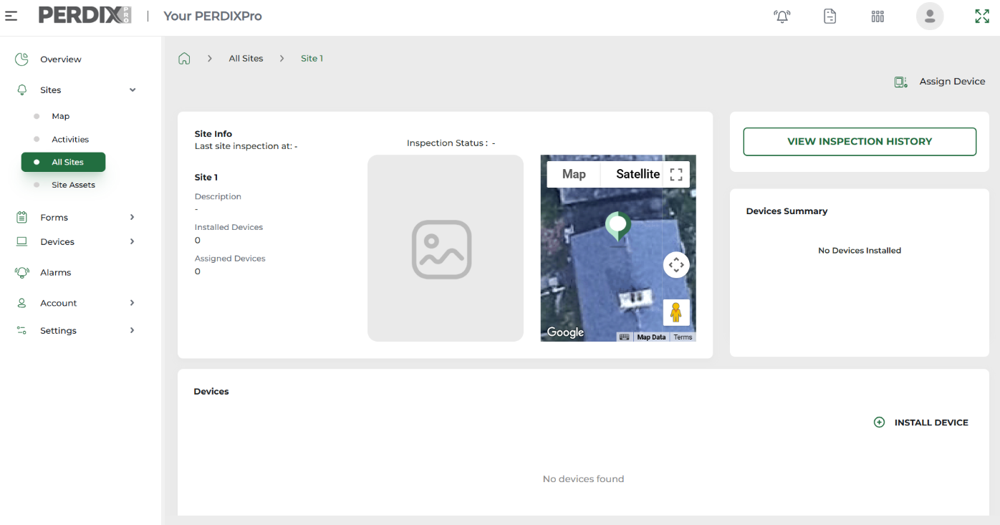 PERDIX PRO
Your PERDIXPro
Overview
Sites
Map
Activities
All Sites
Site Assets
Forms
Devices
Alarms
Account
Settings
All Sites
Site 1
Assign Device
Site Info
Last site inspection at: -
Inspection Status : -
Site 1
Description
-
Installed Devices
0
Assigned Devices
0
Map Satellite
Google
Map Data Terms
VIEW INSPECTION HISTORY
Devices Summary
No Devices Installed
Devices
INSTALL DEVICE
No devices found